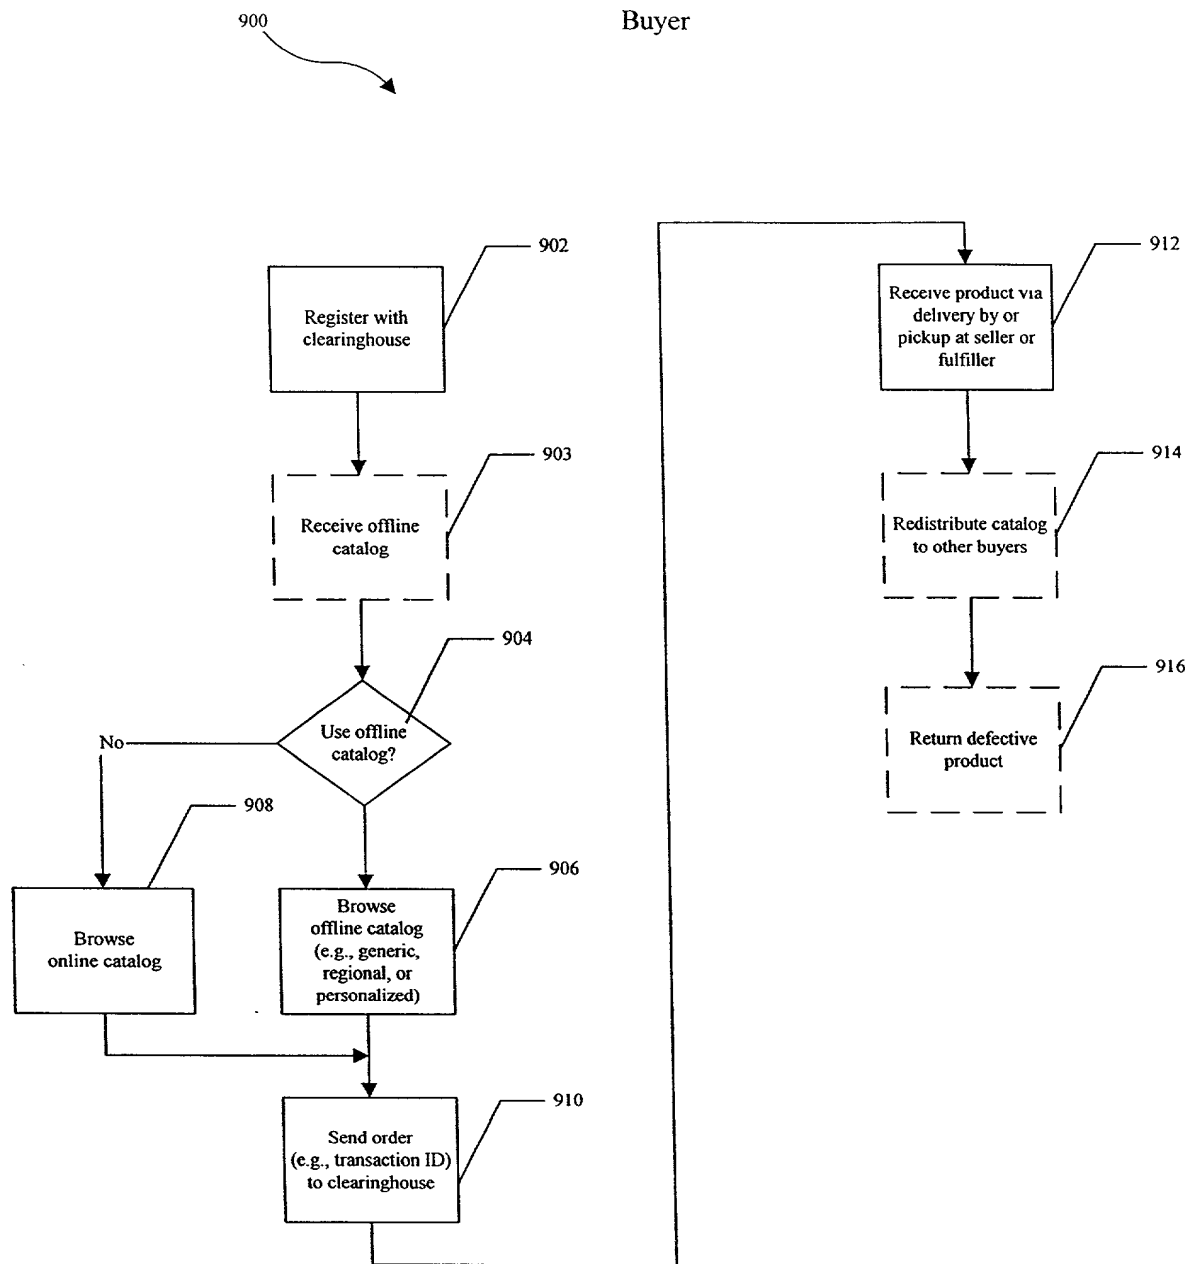 900
Buyer
902
Register with
clearinghouse
903
Receive offline
catalog
904
Use offline
catalog?
No
908
Browse
online catalog
906
Browse
offline catalog
(e.g., generic,
regional, or
personalized)
910
Send order
(e.g., transaction ID)
to clearinghouse
912
Receive product via
delivery by or
pickup at seller or
fulfiller
914
Redistribute catalog
to other buyers
916
Return defective
product